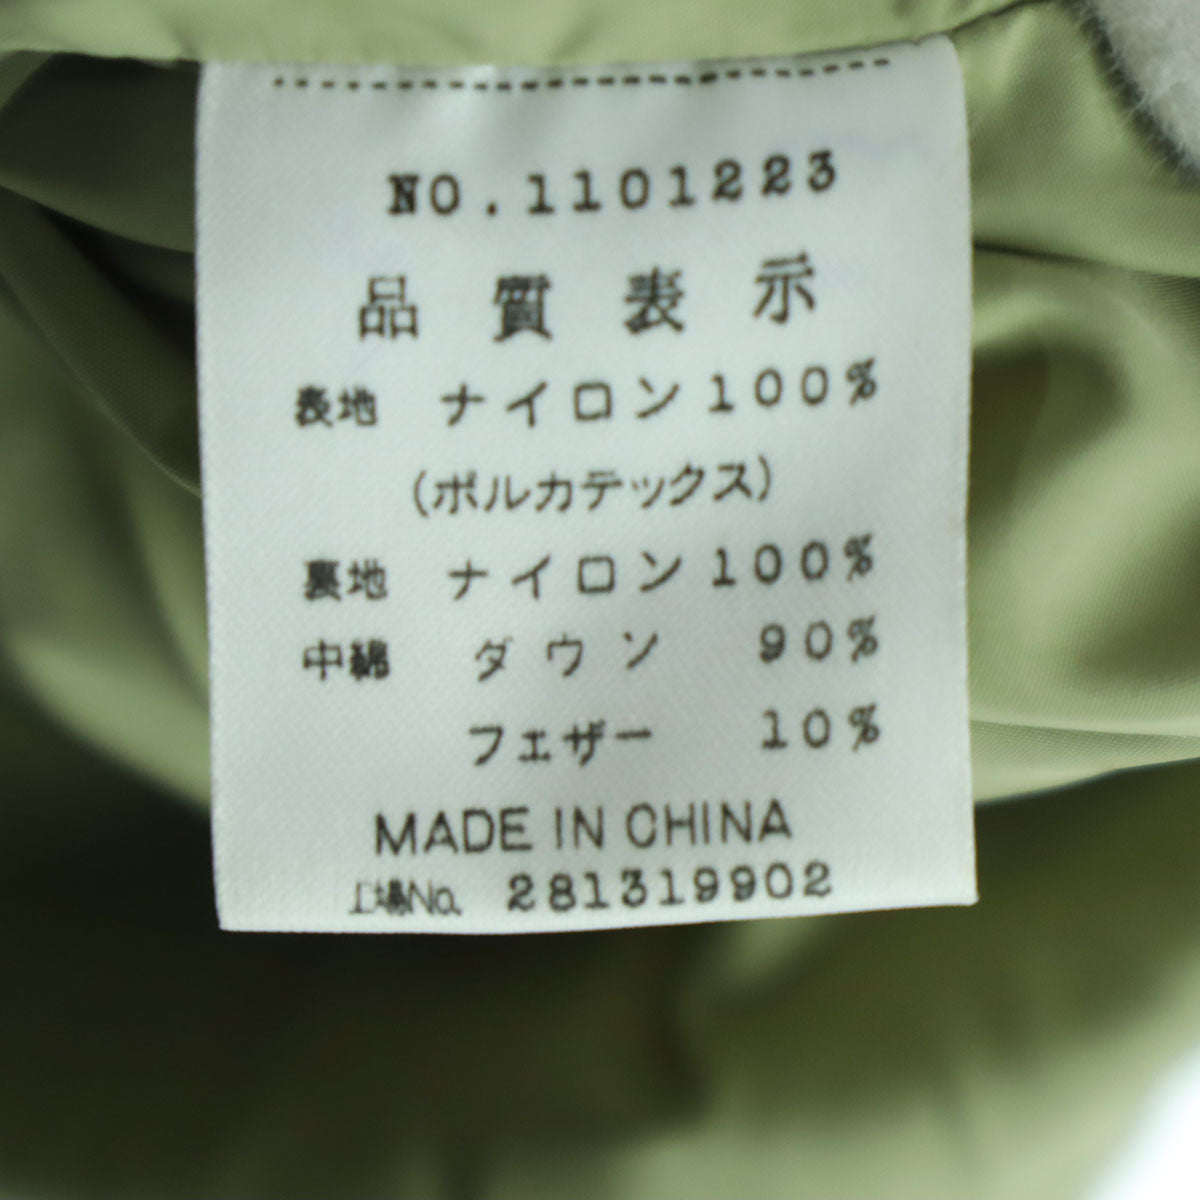 NO.1101223
品質表示
表地 ナイロン100%
(ポルカテックス)
裏地 ナイロン100%
中綿 ダウン 90%
フェザー 10%
MADE IN CHINA
工場No. 281319902